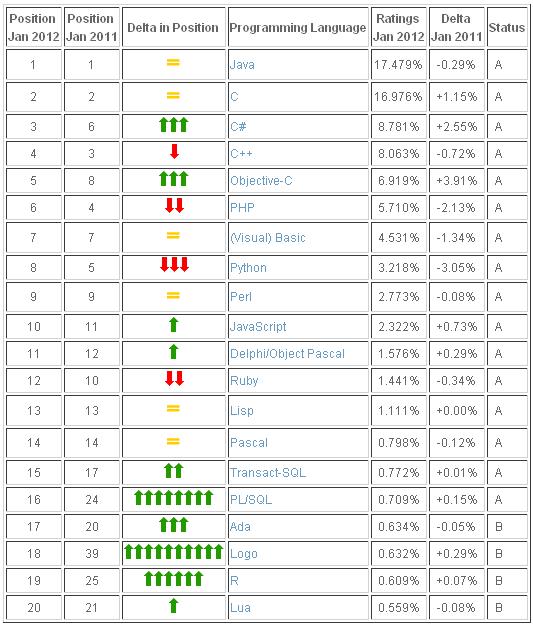 Position Jan 2012 Position Jan 2011 Delta in Position Programming Language Ratings Jan 2012 Delta Jan 2011 Status
1 1 = Java 17.479% -0.29% A
2 2 = C 16.976% +1.15% A
3 6 C# 8.781% +2.55% A
4 3 C++ 8.063% -0.72% A
5 8 Objective-C 6.919% +3.91% A
6 4 PHP 5.710% -2.13% A
7 7 = (Visual) Basic 4.531% -1.34% A
8 5 Python 3.218% -3.05% A
9 9 = Perl 2.773% -0.08% A
10 11 JavaScript 2.322% +0.73% A
11 12 Delphi/Object Pascal 1.576% +0.29% A
12 10 Ruby 1.441% -0.34% A
13 13 = Lisp 1.111% +0.00% A
14 14 = Pascal 0.798% -0.12% A
15 17 Transact-SQL 0.772% +0.01% A
16 24 PL/SQL 0.709% +0.15% A
17 20 Ada 0.634% -0.05% B
18 39 Logo 0.632% +0.29% B
19 25 R 0.609% +0.07% B
20 21 Lua 0.559% -0.08% B